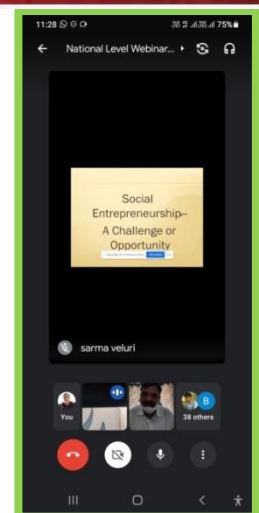 11:28
75%
National Level Webinar...
Social
Entrepreneurship–
A Challenge or
Opportunity
sarma veluri
You
B
38 others